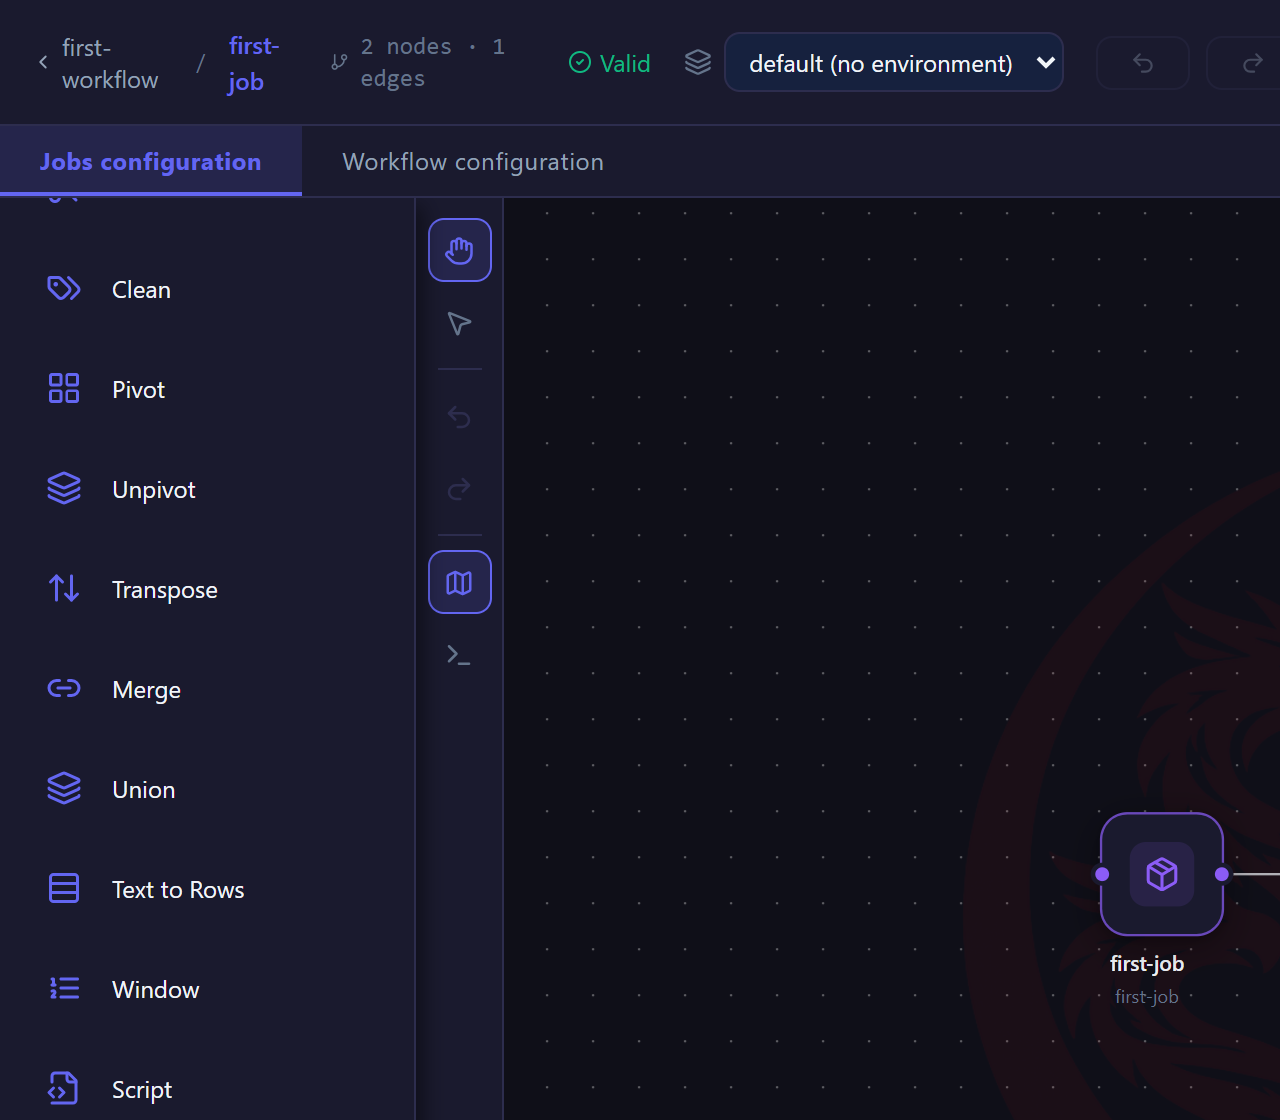 first-
workflow
/
first-
job
2 nodes · 1
edges
Valid
default (no environment)
Jobs configuration
Workflow configuration
Clean
Pivot
Unpivot
Transpose
Merge
Union
Text to Rows
Window
Script
first-job
first-job